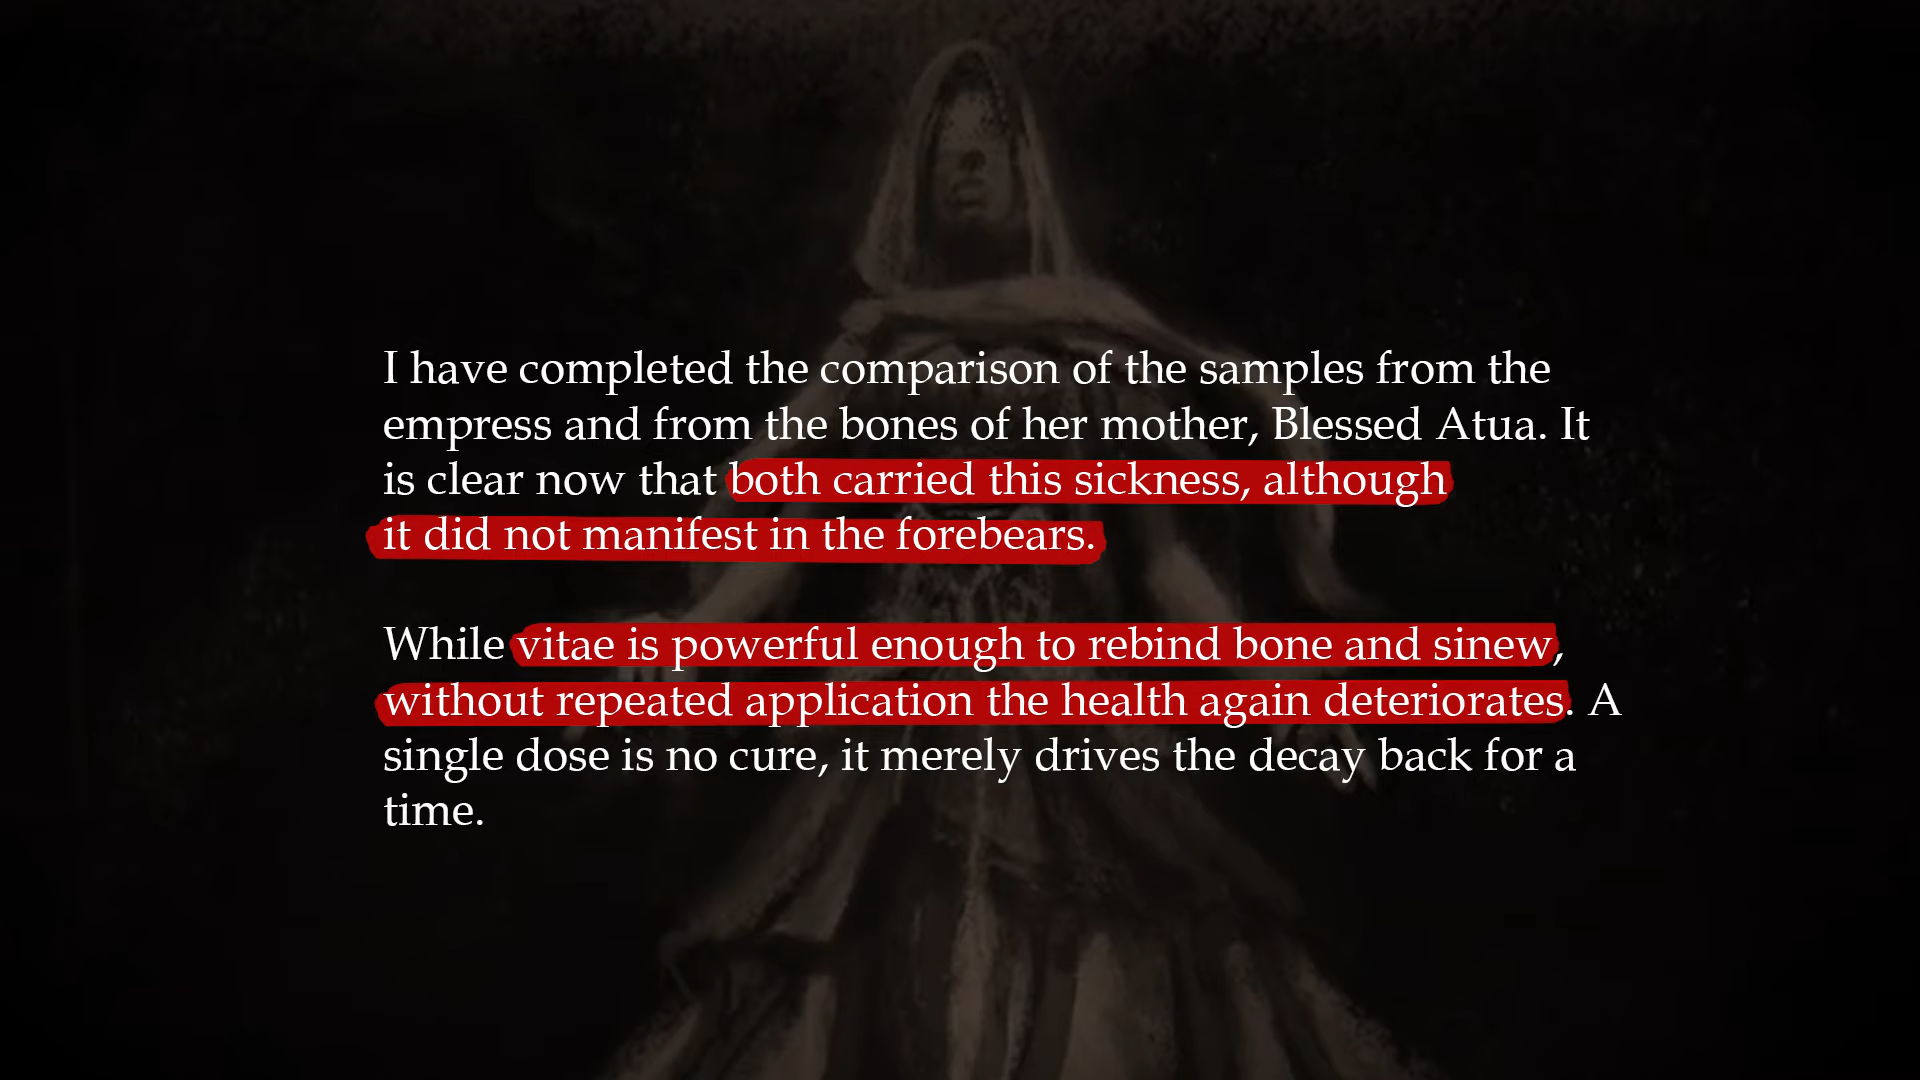 I have completed the comparison of the samples from the
empress and from the bones of her mother, Blessed Atua. It
is clear now that both carried this sickness, although
it did not manifest in the forebears.
While vitae is powerful enough to rebind bone and sinew,
without repeated application the health again deteriorates. A
single dose is no cure, it merely drives the decay back for a
time.